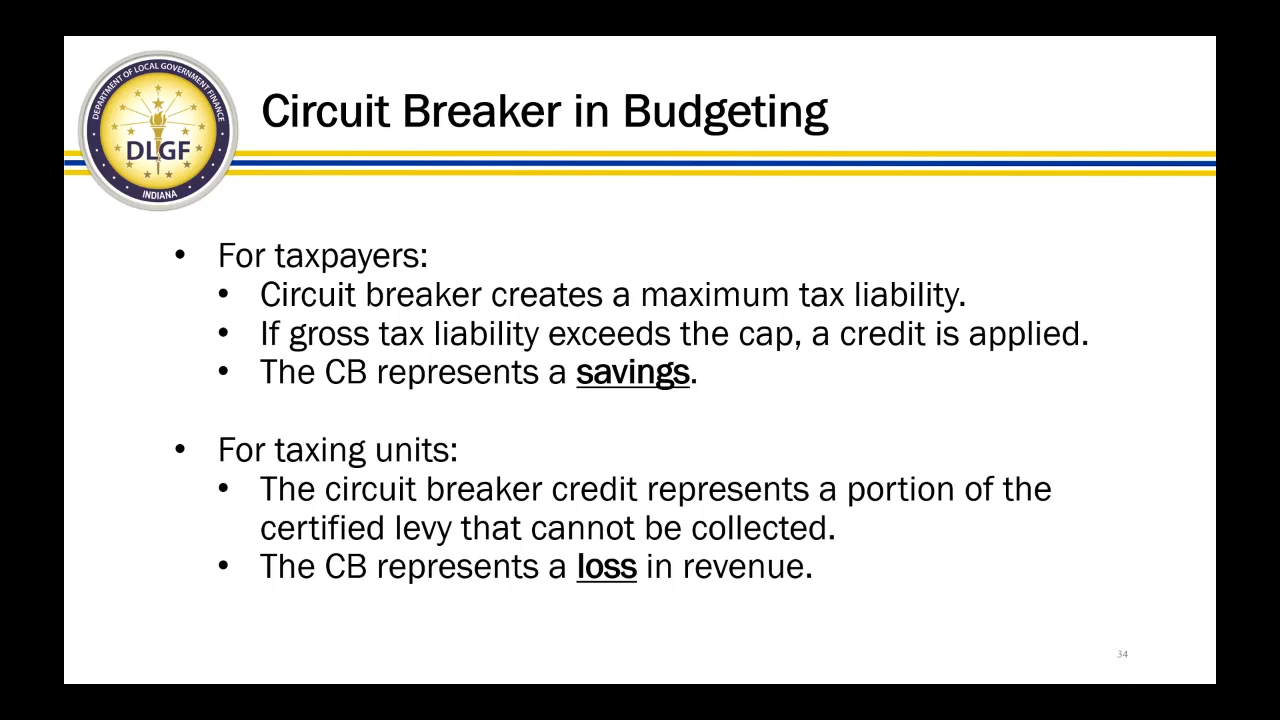 DEPARTMENT OF LOCAL GOVERNMENT FINANCE
DLGF
INDIANA
Circuit Breaker in Budgeting
• For taxpayers:
• Circuit breaker creates a maximum tax liability.
• If gross tax liability exceeds the cap, a credit is applied.
• The CB represents a savings.
• For taxing units:
• The circuit breaker credit represents a portion of the
certified levy that cannot be collected.
• The CB represents a loss in revenue.
34